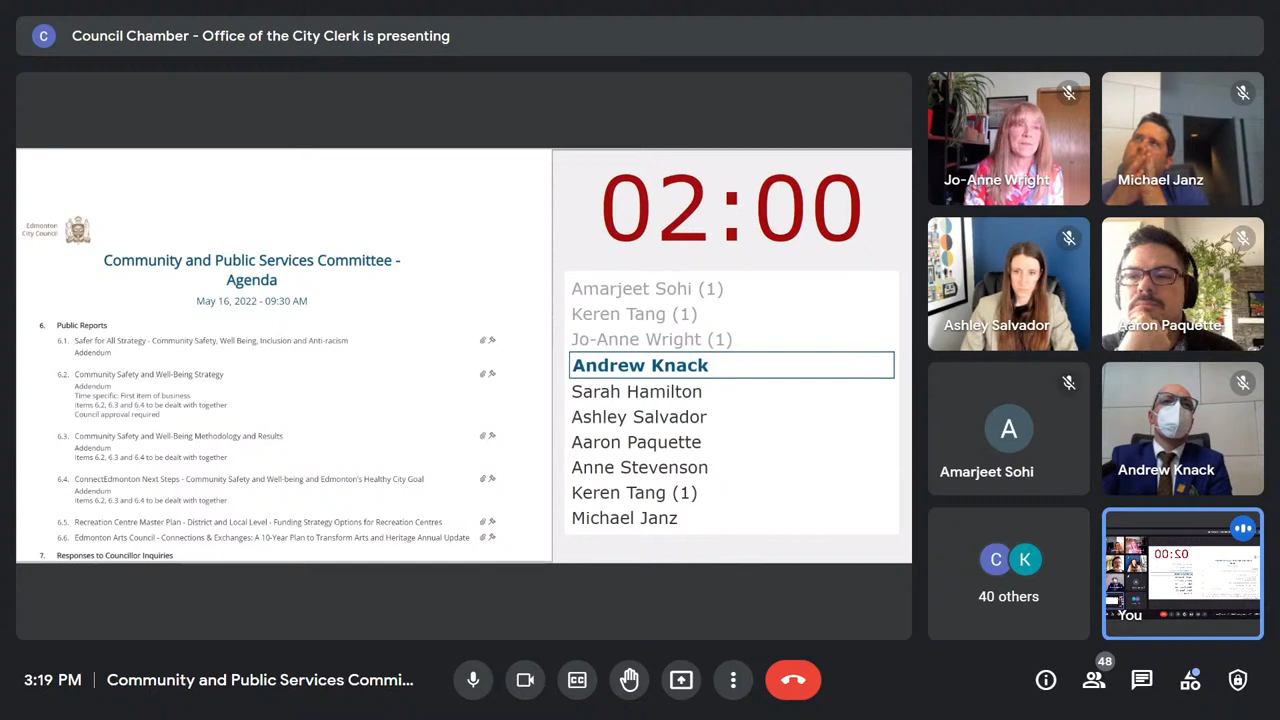 C
Council Chamber - Office of the City Clerk is presenting
Edmonton
City Council
Community and Public Services Committee -
Agenda
May 16, 2022 - 09:30 AM
6. Public Reports
6.1. Safer for All Strategy - Community Safety, Well Being, Inclusion and Anti-racism
Addendum
6.2. Community Safety and Well-Being Strategy
Addendum
Time specific: First item of business
Items 6.2, 6.3 and 6.4 to be dealt with together
Council approval required
6.3. Community Safety and Well-Being Methodology and Results
Addendum
Items 6.2, 6.3 and 6.4 to be dealt with together
6.4. ConnectEdmonton Next Steps - Community Safety and Well-being and Edmonton's Healthy City Goal
Addendum
Items 6.2, 6.3 and 6.4 to be dealt with together
6.5. Recreation Centre Master Plan - District and Local Level - Funding Strategy Options for Recreation Centres
6.6. Edmonton Arts Council - Connections & Exchanges: A 10-Year Plan to Transform Arts and Heritage Annual Update
7. Responses to Councillor Inquiries
02:00
Amarjeet Sohi (1)
Keren Tang (1)
Jo-Anne Wright (1)
Andrew Knack
Sarah Hamilton
Ashley Salvador
Aaron Paquette
Anne Stevenson
Keren Tang (1)
Michael Janz
Jo-Anne Wright
Michael Janz
Ashley Salvador
Aaron Paquette
A
Amarjeet Sohi
Andrew Knack
C K
40 others
02:00
You
3:19 PM
Community and Public Services Commi...
CC
48